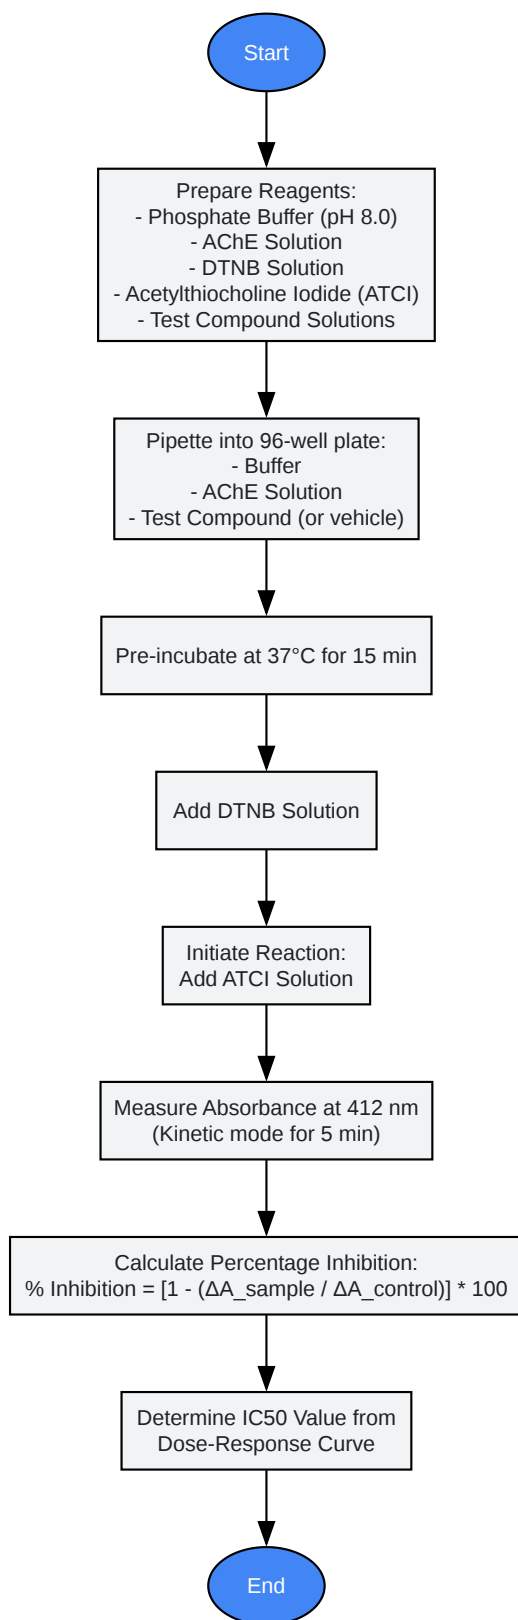 Start
Prepare Reagents:
- Phosphate Buffer (pH 8.0)
- AChE Solution
- DTNB Solution
- Acetylthiocholine Iodide (ATCI)
- Test Compound Solutions
Pipette into 96-well plate:
- Buffer
- AChE Solution
- Test Compound (or vehicle)
Pre-incubate at 37°C for 15 min
Add DTNB Solution
Initiate Reaction:
Add ATCI Solution
Measure Absorbance at 412 nm
(Kinetic mode for 5 min)
Calculate Percentage Inhibition:
% Inhibition = [1 - (ΔA_sample / ΔA_control)] * 100
Determine IC50 Value from
Dose-Response Curve
End